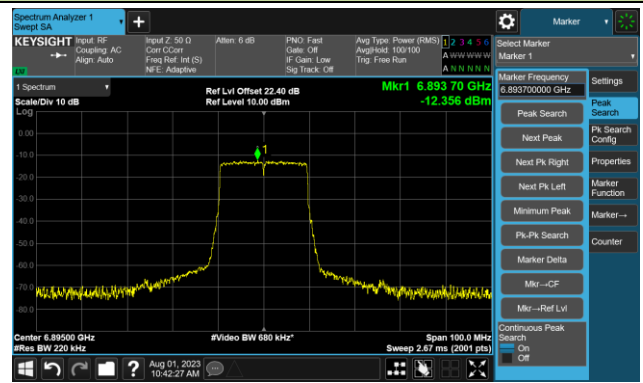 Spectrum Analyzer 1
Swept SA
+
Marker
KEYSIGHT
Input: RF
Coupling: AC
Align: Auto
Input Z: 50 Ω
Corr CCorr
Freq Ref: Int (S)
NFE: Adaptive
Atten: 6 dB
PNO: Fast
Gate: Off
IF Gain: Low
Sig Track: Off
Avg Type: Power (RMS)
Avg|Hold: 100/100
Trig: Free Run
1 2 3 4 5 6
A W W W W W
A N N N N N
LXI
Select Marker
Marker 1
1 Spectrum
Scale/Div 10 dB
Log
Ref Lvl Offset 22.40 dB
Ref Level 10.00 dBm
Mkr1 6.893 70 GHz
-12.356 dBm
0.00
-10.0
-20.0
-30.0
-40.0
-50.0
-60.0
-70.0
-80.0
1
Center 6.89500 GHz
#Res BW 220 kHz
#Video BW 680 kHz*
Span 100.0 MHz
Sweep 2.67 ms (2001 pts)
Marker Frequency
6.893700000 GHz
Peak Search
Next Peak
Next Pk Right
Next Pk Left
Minimum Peak
Pk-Pk Search
Marker Delta
Mkr→CF
Mkr→Ref Lvl
Continuous Peak
Search
On
Off
Settings
Peak
Search
Pk Search
Config
Properties
Marker
Function
Marker→
Counter
?
Aug 01, 2023
10:42:27 AM